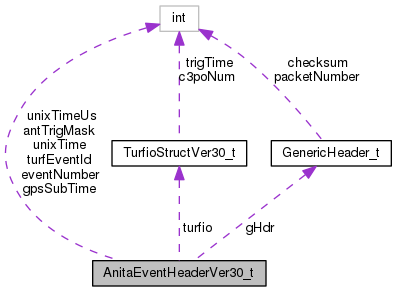 int
trigTime
c3poNum
checksum
packetNumber
unixTimeUs
antTrigMask
unixTime
turfEventId
eventNumber
gpsSubTime
TurfioStructVer30_t
GenericHeader_t
turfio
gHdr
AnitaEventHeaderVer30_t